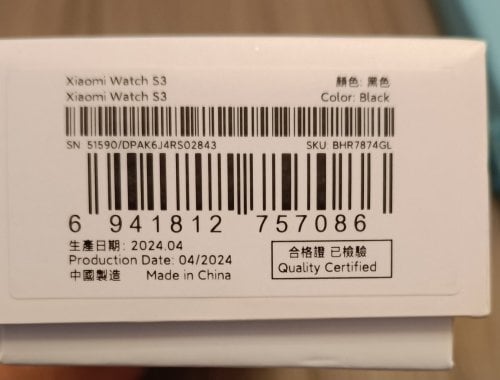 Xiaomi Watch S3 顏色: 黑色
Xiaomi Watch S3 Color: Black
SN 51590/DPAK6J4RS02843 SKU: BHR7874GL
6 941812 757086
生產日期: 2024.04
Production Date: 04/2024
中國製造 Made in China
合格證 已檢驗
Quality Certified